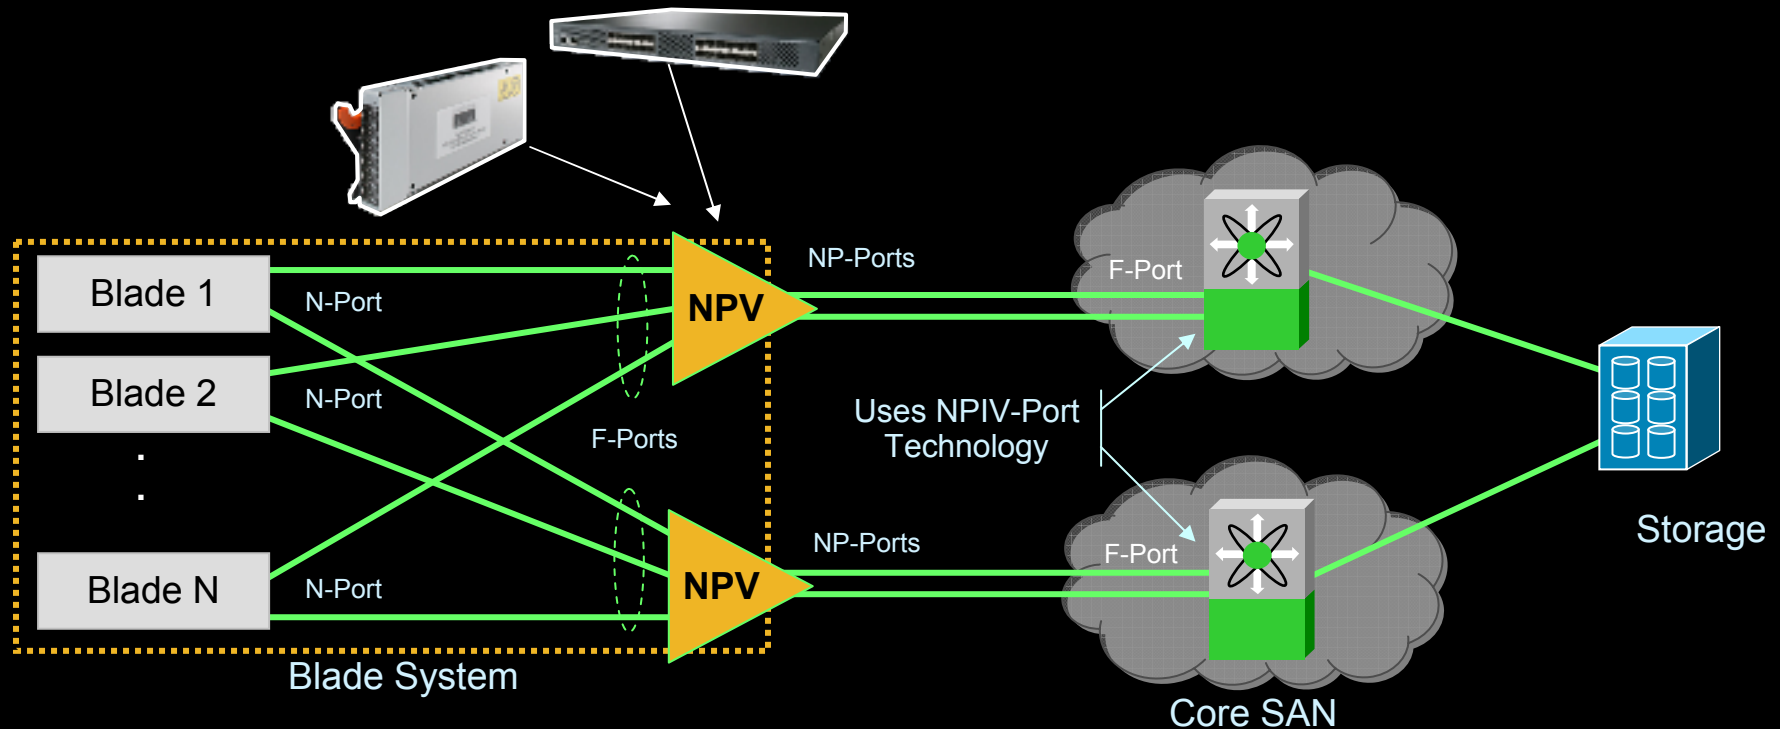 Blade 1
N-Port
Blade 2
N-Port
.
.
Blade N
N-Port
F-Ports
NPV
NPV
Blade System
NP-Ports
NP-Ports
F-Port
F-Port
Uses NPIV-Port
Technology
Core SAN
Storage